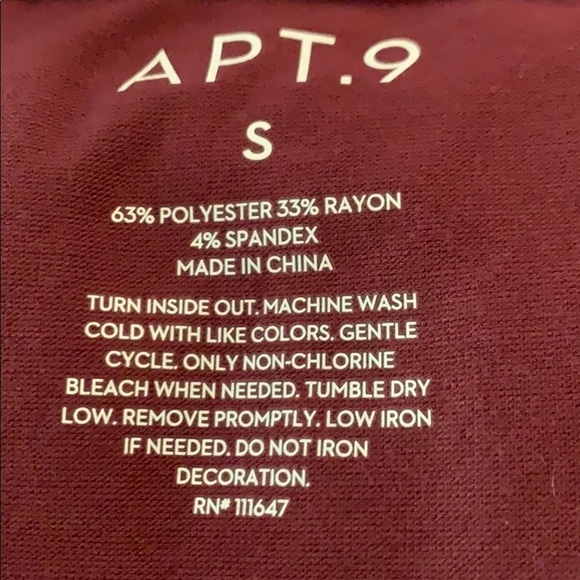 APT.9
S
63% POLYESTER 33% RAYON
4% SPANDEX
MADE IN CHINA
TURN INSIDE OUT. MACHINE WASH
COLD WITH LIKE COLORS. GENTLE
CYCLE. ONLY NON-CHLORINE
BLEACH WHEN NEEDED. TUMBLE DRY
LOW. REMOVE PROMPTLY. LOW IRON
IF NEEDED. DO NOT IRON
DECORATION.
RN# 111647